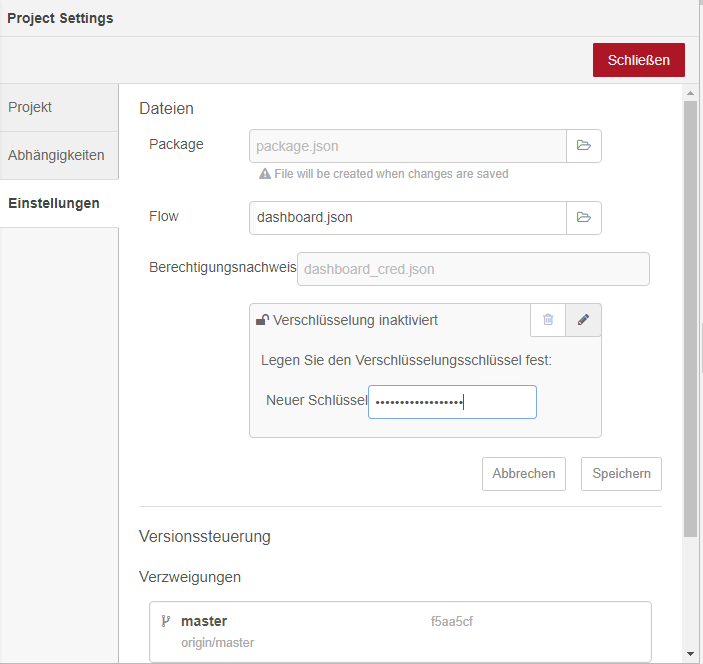 Project Settings
Schließen
Projekt
Abhängigkeiten
Einstellungen
Dateien
Package
package.json
File will be created when changes are saved
Flow
dashboard.json
Berechtigungsnachweis
dashboard_cred.json
Verschlüsselung inaktiviert
Legen Sie den Verschlüsselungsschlüssel fest:
Neuer Schlüssel
••••••••••••••••••
Abbrechen
Speichern
Versionssteuerung
Verzweigungen
master
f5aa5cf
origin/master